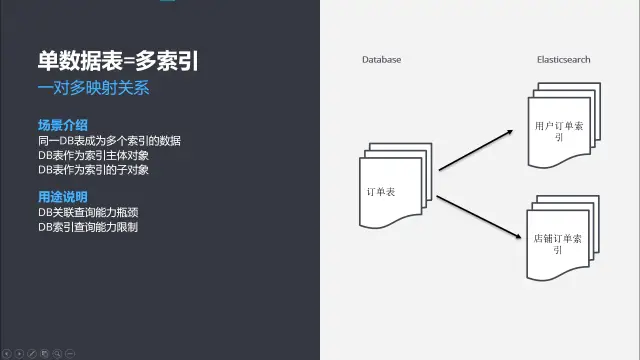 单数据表=多索引
一对多映射关系
场景介绍
同一DB表成为多个索引的数据
DB表作为索引主体对象
DB表作为索引的子对象
用途说明
DB关联查询能力瓶颈
DB索引查询能力限制
Database
Elasticsearch
订单表
用户订单索
引
店铺订单索
引